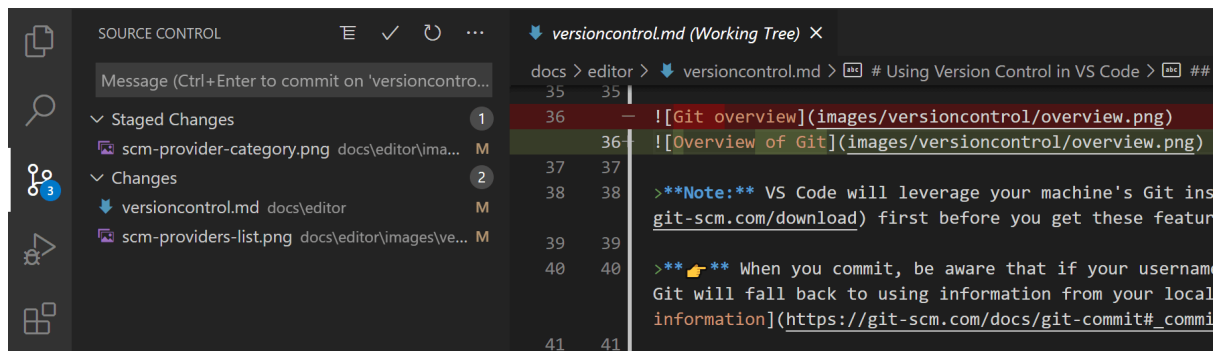 SOURCE CONTROL
Message (Ctrl+Enter to commit on 'versioncontro...
Staged Changes 1
scm-provider-category.png docs\editor\ima... M
Changes 2
versioncontrol.md docs\editor M
scm-providers-list.png docs\editor\images\ve... M
3
versioncontrol.md (Working Tree)
docs > editor > versioncontrol.md > abc # Using Version Control in VS Code > abc ##
35 35
36 — ![Git overview](images/versioncontrol/overview.png)
36+ ![Overview of Git](images/versioncontrol/overview.png)
37 37
38 38 >**Note:** VS Code will leverage your machine's Git ins
git-scm.com/download) first before you get these featur
39 39
40 40 >**👉** When you commit, be aware that if your username
Git will fall back to using information from your local
information](https://git-scm.com/docs/git-commit#_commi
41 41